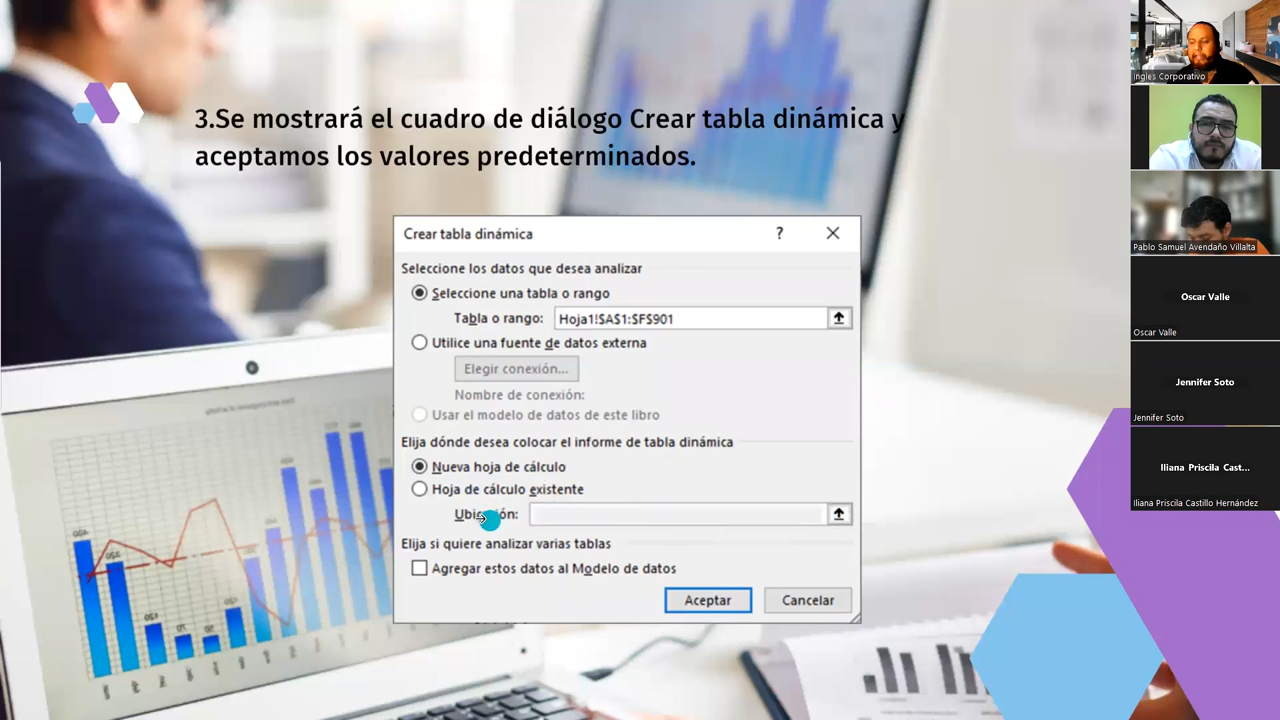 3.Se mostrará el cuadro de diálogo Crear tabla dinámica y
aceptamos los valores predeterminados.
Crear tabla dinámica
?
Seleccione los datos que desea analizar
Seleccione una tabla o rango
Tabla o rango:
Hoja1!$A$1:$F$901
Utilice una fuente de datos externa
Elegir conexión...
Nombre de conexión:
Usar el modelo de datos de este libro
Elija dónde desea colocar el informe de tabla dinámica
Nueva hoja de cálculo
Hoja de cálculo existente
Ubicación:
Elija si quiere analizar varias tablas
Agregar estos datos al Modelo de datos
Aceptar
Cancelar
Ingles Corporativo
Pablo Samuel Avendaño Villalta
Oscar Valle
Oscar Valle
Jennifer Soto
Jennifer Soto
Iliana Priscila Cast...
Iliana Priscila Castillo Hernández